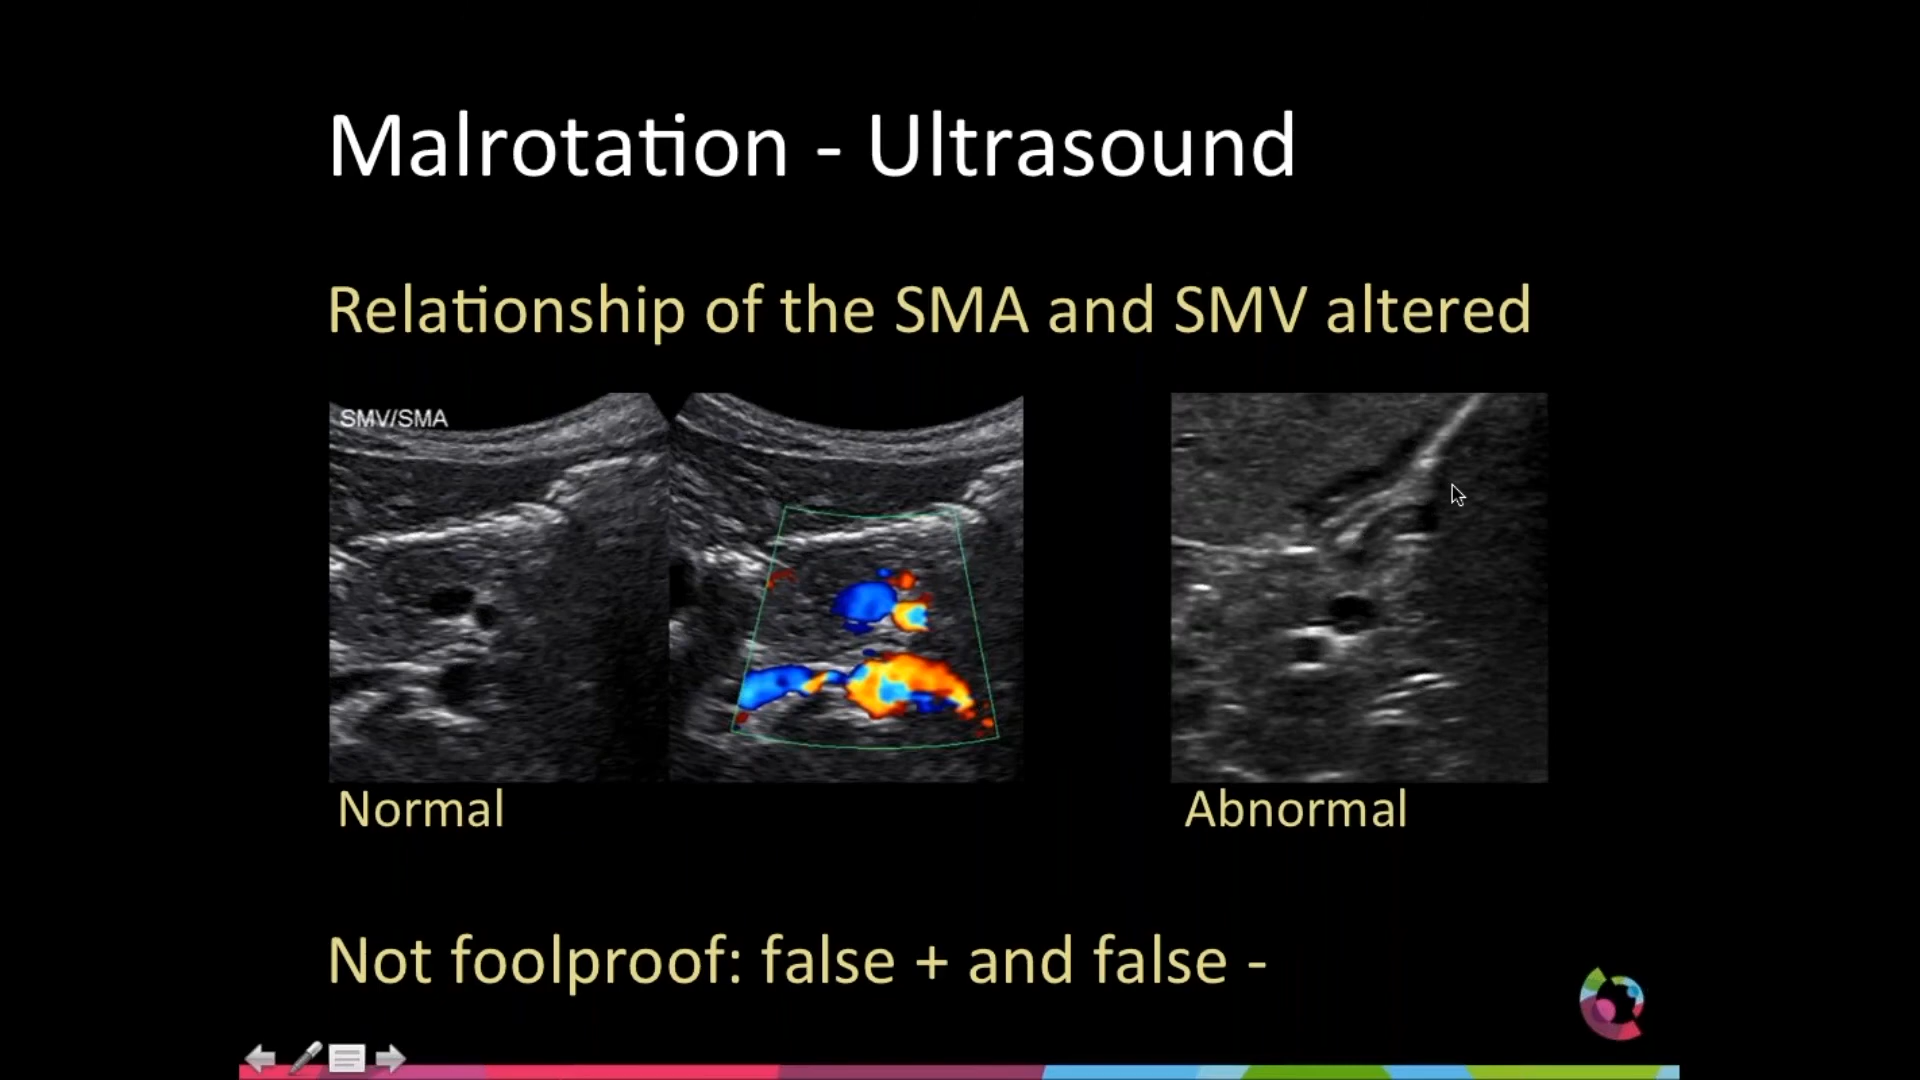 Malrotation - Ultrasound
Relationship of the SMA and SMV altered
SMV/SMA
Normal
Abnormal
Not foolproof: false + and false -